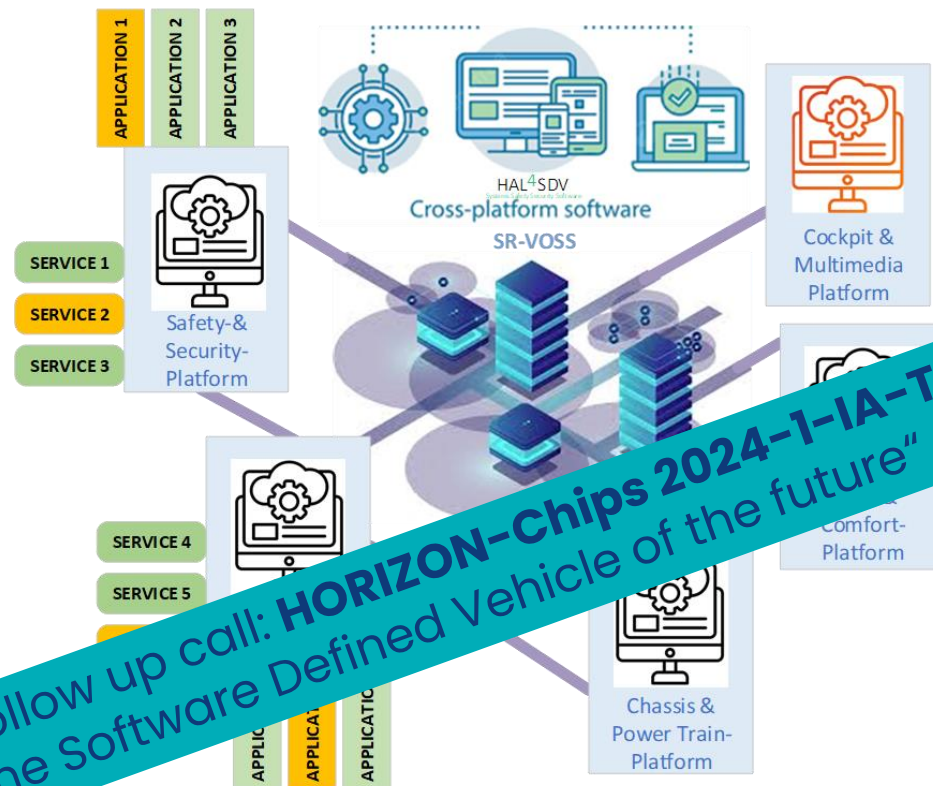 APPLICATION 1
APPLICATION 2
APPLICATION 3
HAL4SDV
Cross-platform software
SR-VOSS
Cockpit &
Multimedia
Platform
SERVICE 1
SERVICE 2
SERVICE 3
Safety-&
Security-
Platform
Comfort-
Platform
SERVICE 4
SERVICE 5
up call: HORIZON-Chips 2024-1-IA-T
Software Defined Vehicle of the future“
Chassis &
Power Train-
Platform